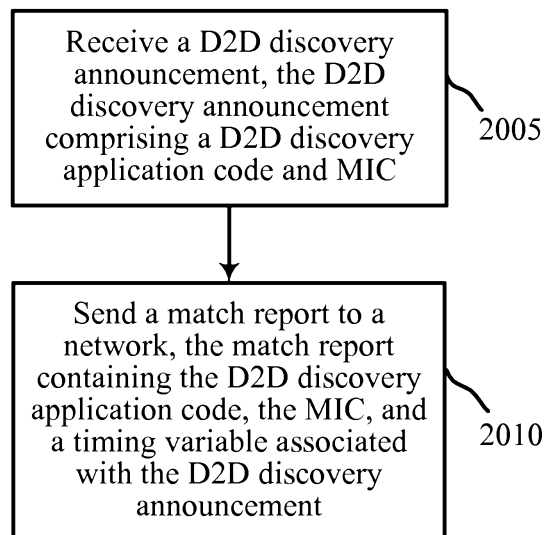 Receive a D2D discovery
announcement, the D2D
discovery announcement
comprising a D2D discovery
application code and MIC
2005
Send a match report to a
network, the match report
containing the D2D discovery
application code, the MIC, and
a timing variable associated
with the D2D discovery
announcement
2010